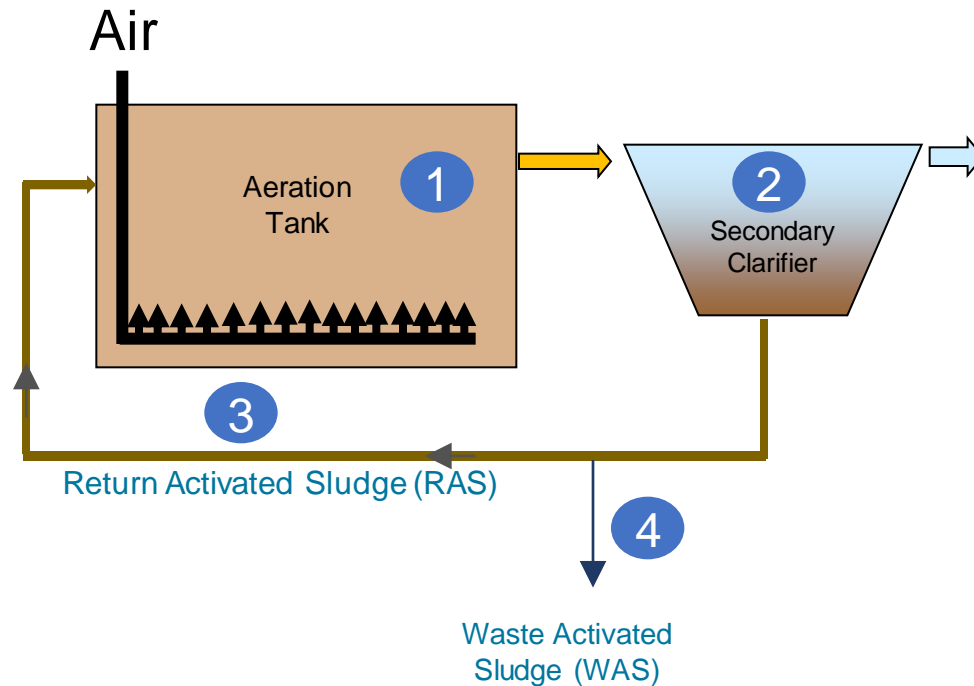 Air
Aeration
Tank
1
2
Secondary
Clarifier
3
Return Activated Sludge (RAS)
4
Waste Activated
Sludge (WAS)